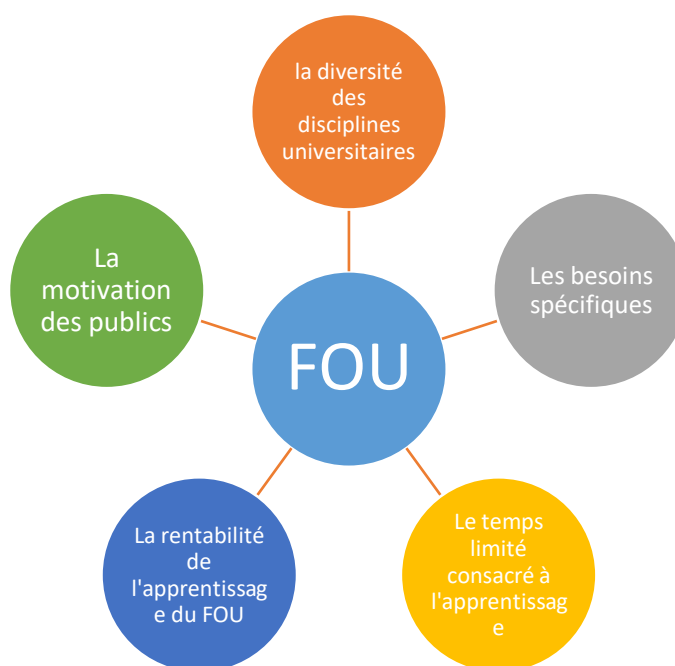 la diversité
des
disciplines
universitaires
La
motivation
des publics
Les besoins
spécifiques
FOU
La rentabilité
de
l'apprentissag
e du FOU
Le temps
limité
consacré à
l'apprentissag
e